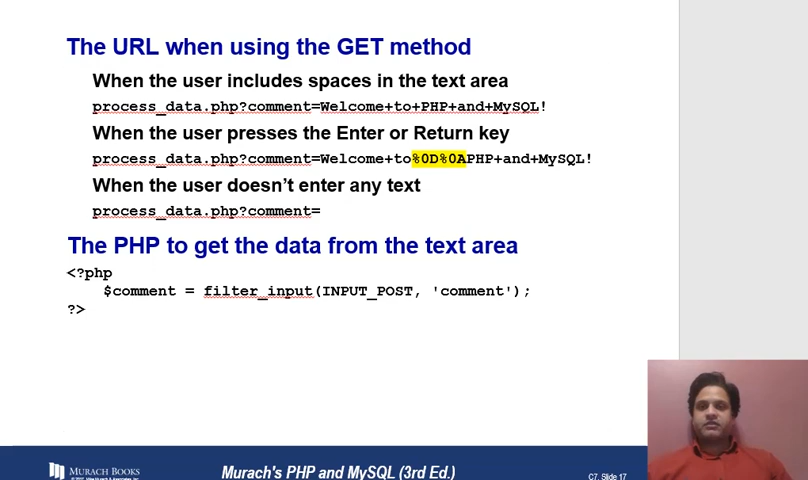 The URL when using the GET method
When the user includes spaces in the text area
process_data.php?comment=Welcome+to+PHP+and+MySQL!
When the user presses the Enter or Return key
process_data.php?comment=Welcome+to%0D%0APHP+and+MySQL!
When the user doesn’t enter any text
process_data.php?comment=
The PHP to get the data from the text area
<?php
$comment = filter_input(INPUT_POST, 'comment');
?>
MURACH BOOKS
Murach's PHP and MySQL (3rd Ed.)
C7, Slide 17